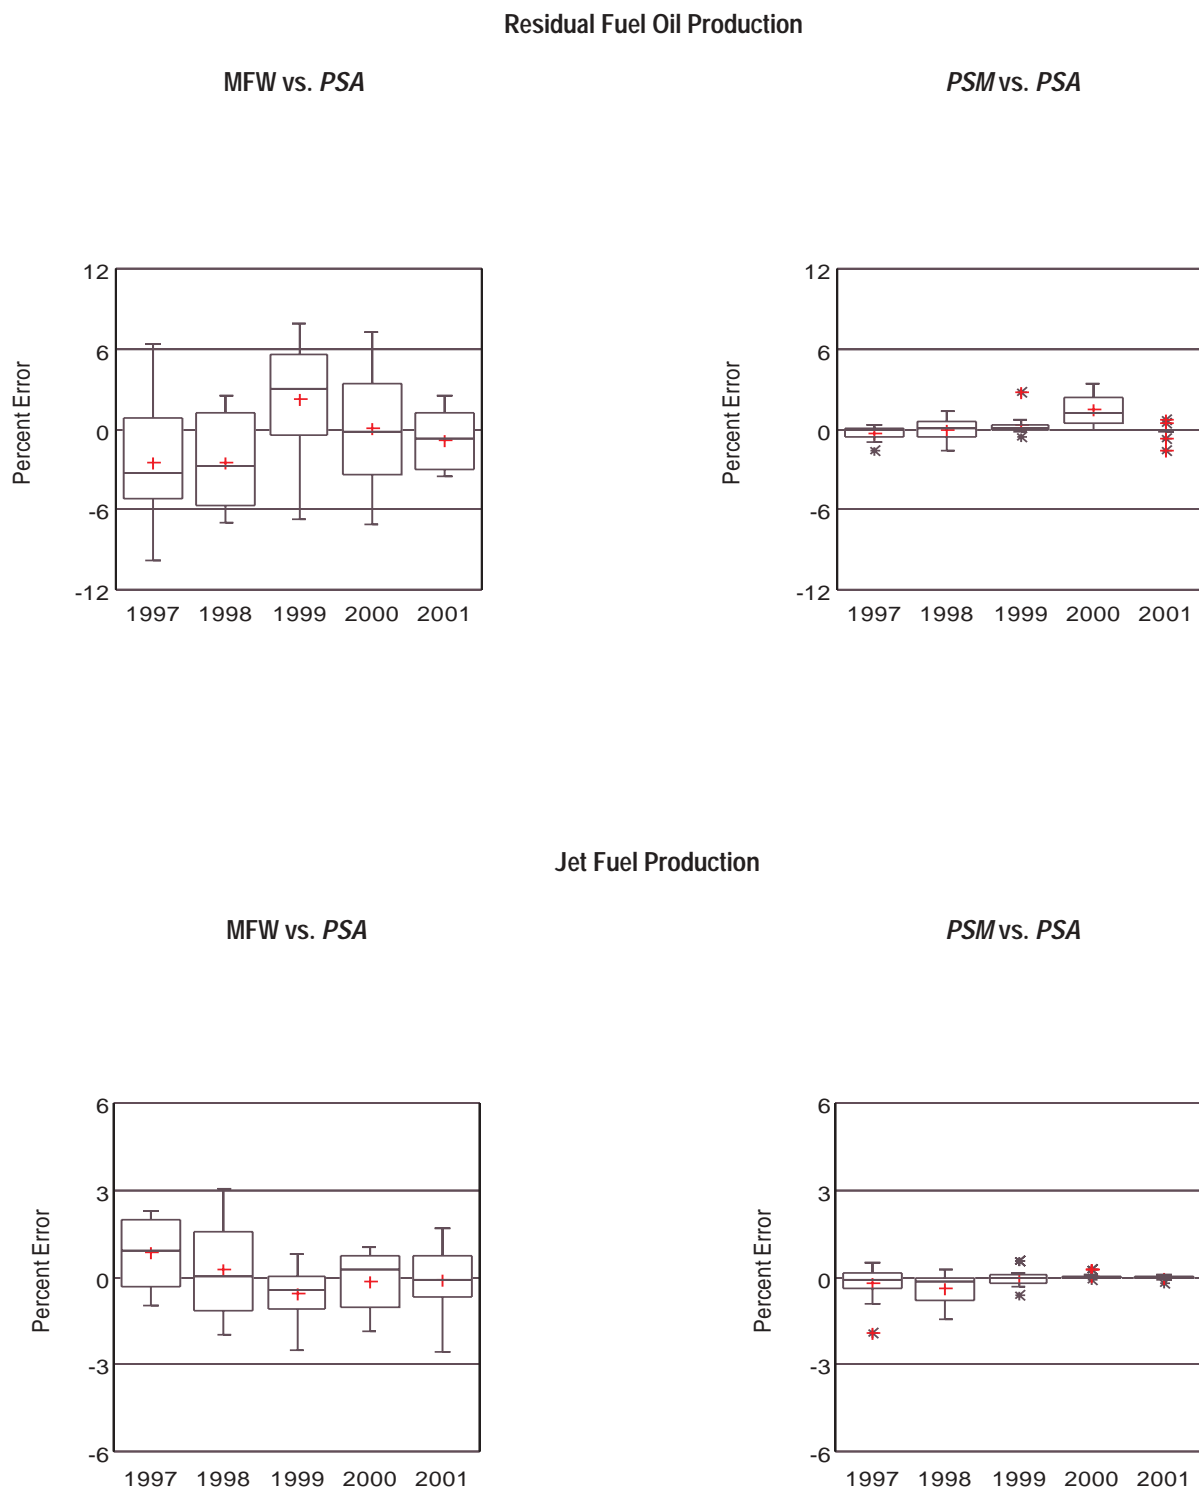 Residual Fuel Oil Production
MFW vs. PSA
PSM vs. PSA
Percent Error
12
6
0
-6
-12
1997 1998 1999 2000 2001
Percent Error
12
6
0
-6
-12
1997 1998 1999 2000 2001
Jet Fuel Production
MFW vs. PSA
PSM vs. PSA
Percent Error
6
3
0
-3
-6
1997 1998 1999 2000 2001
Percent Error
6
3
0
-3
-6
1997 1998 1999 2000 2001